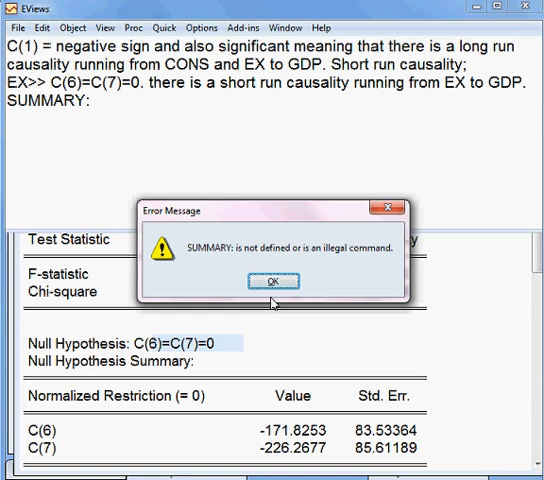 EViews
File Edit Object View Proc Quick Options Add-ins Window Help
C(1) = negative sign and also significant meaning that there is a long run
causality running from CONS and EX to GDP. Short run causality;
EX>> C(6)=C(7)=0. there is a short run causality running from EX to GDP.
SUMMARY:
Error Message
SUMMARY: is not defined or is an illegal command.
OK
Test Statistic
F-statistic
Chi-square
Null Hypothesis: C(6)=C(7)=0
Null Hypothesis Summary:
Normalized Restriction (= 0) Value Std. Err.
C(6) -171.8253 83.53364
C(7) -226.2677 85.61189